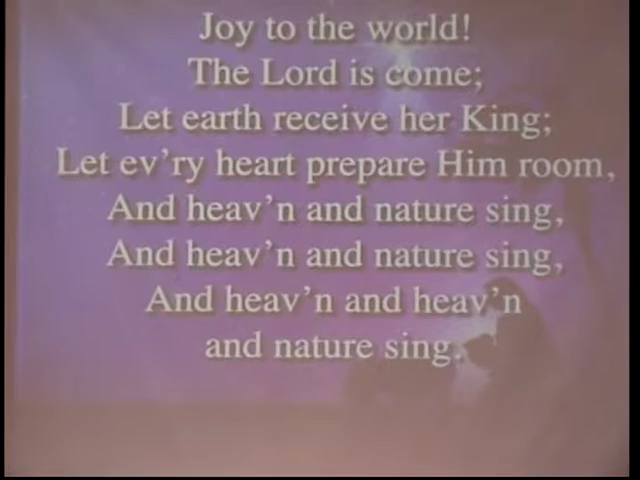 Joy to the world!
The Lord is come;
Let earth receive her King;
Let ev’ry heart prepare Him room,
And heav’n and nature sing,
And heav’n and nature sing,
And heav’n and heav’n
and nature sing.